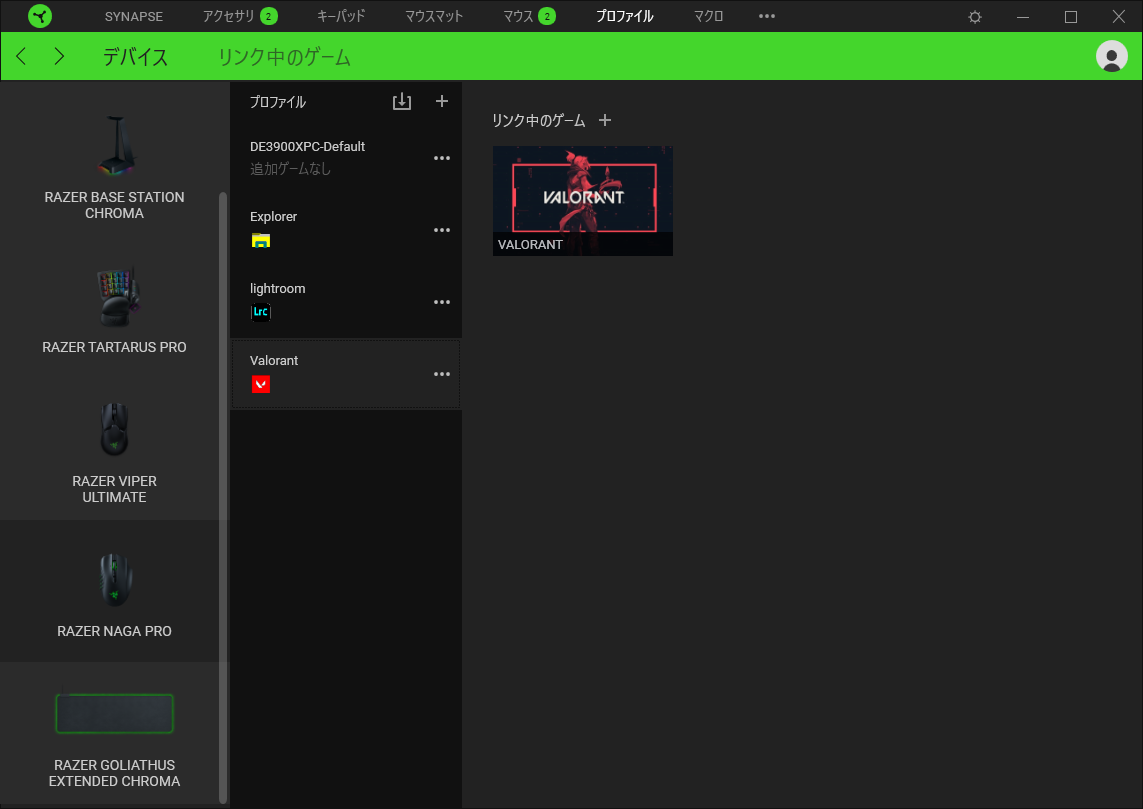 SYNAPSE アクセサリ 2 キーパッド マウスマット マウス 2 プロファイル マクロ
デバイス リンク中のゲーム
RAZER BASE STATION
CHROMA
RAZER TARTARUS PRO
RAZER VIPER
ULTIMATE
RAZER NAGA PRO
RAZER GOLIATHUS
EXTENDED CHROMA
プロファイル
DE3900XPC-Default
追加ゲームなし
Explorer
lightroom
Lrc
Valorant
リンク中のゲーム
VALORANT
VALORANT